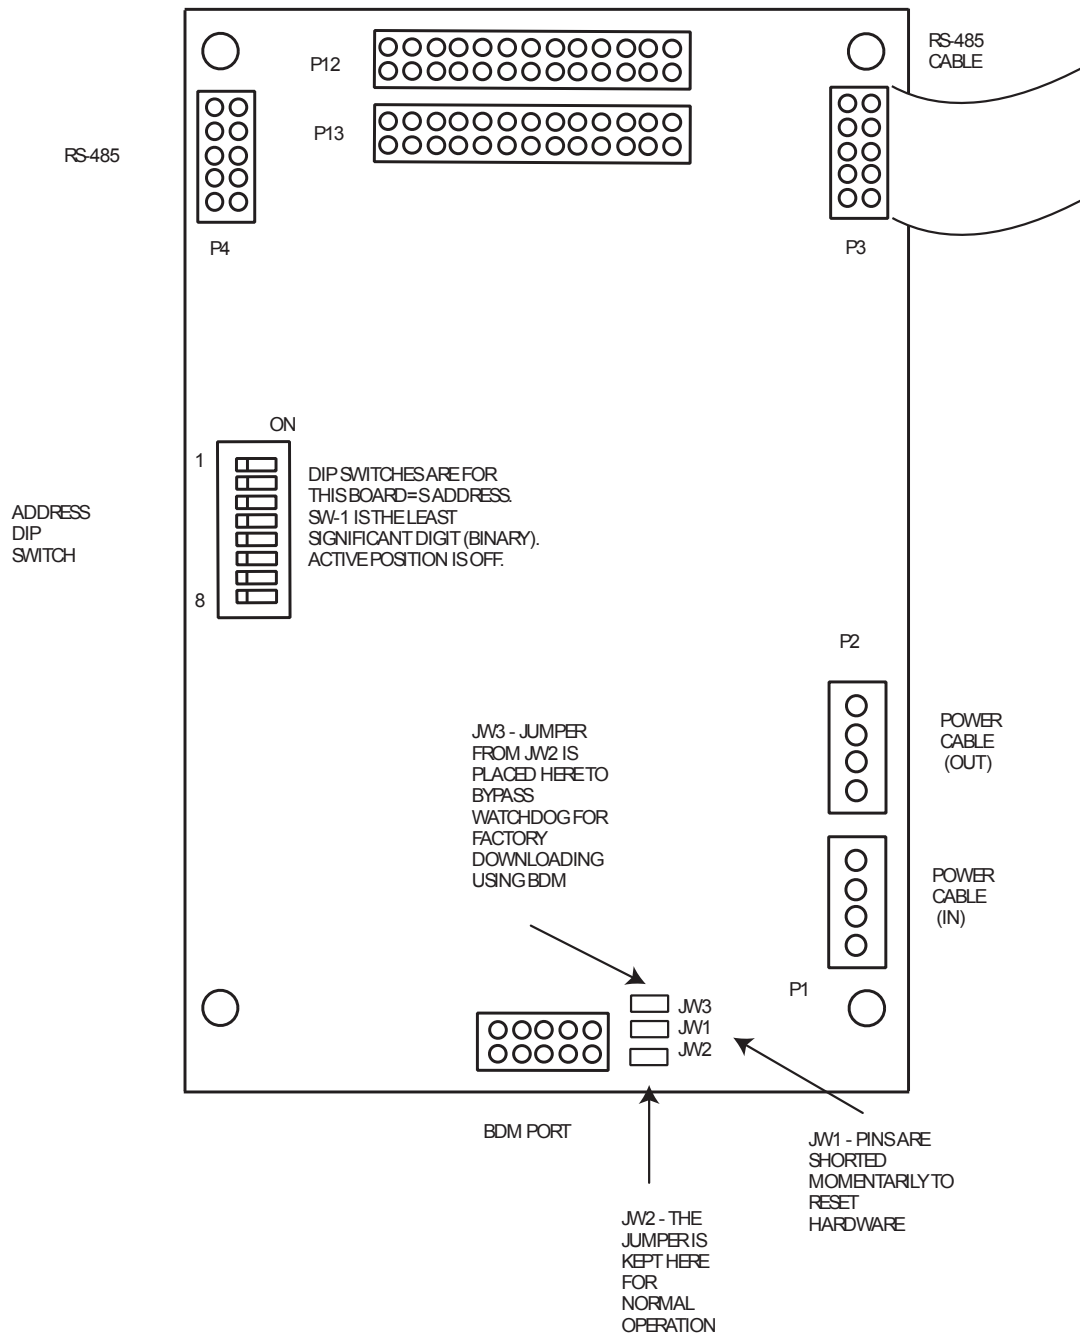 RS-485
CABLE
P12
P13
RS-485
P4
P3
ON
1
8
ADDRESS
DIP
SWITCH
DIP SWITCHES ARE FOR
THIS BOARD=S ADDRESS.
SW-1 IS THE LEAST
SIGNIFICANT DIGIT (BINARY).
ACTIVE POSITION IS OFF.
P2
POWER
CABLE
(OUT)
JW3 - JUMPER
FROM JW2 IS
PLACED HERE TO
BYPASS
WATCHDOG FOR
FACTORY
DOWNLOADING
USING BDM
POWER
CABLE
(IN)
P1
JW3
JW1
JW2
BDM PORT
JW1 - PINS ARE
SHORTED
MOMENTARILY TO
RESET
HARDWARE
JW2 - THE
JUMPER IS
KEPT HERE
FOR
NORMAL
OPERATION